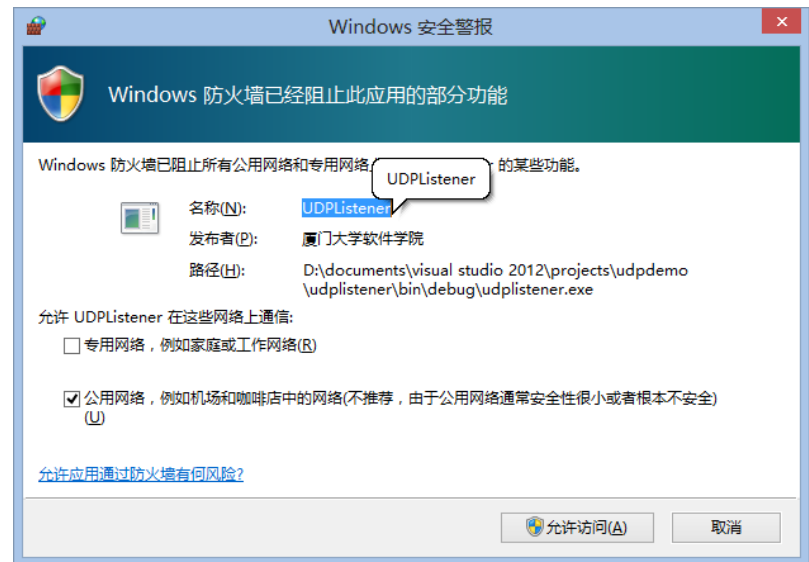 Windows 安全警报
Windows 防火墙已经阻止此应用的部分功能
Windows 防火墙已阻止所有公用网络和专用网络 的某些功能。
UDPListener
名称(N): UDPListener
发布者(P): 厦门大学软件学院
路径(H): D:\documents\visual studio 2012\projects\udpdemo
\udplistener\bin\debug\udplistener.exe
允许 UDPListener 在这些网络上通信:
专用网络，例如家庭或工作网络(R)
公用网络，例如机场和咖啡店中的网络(不推荐，由于公用网络通常安全性很小或者根本不安全)
(U)
允许应用通过防火墙有何风险?
允许访问(A) 取消